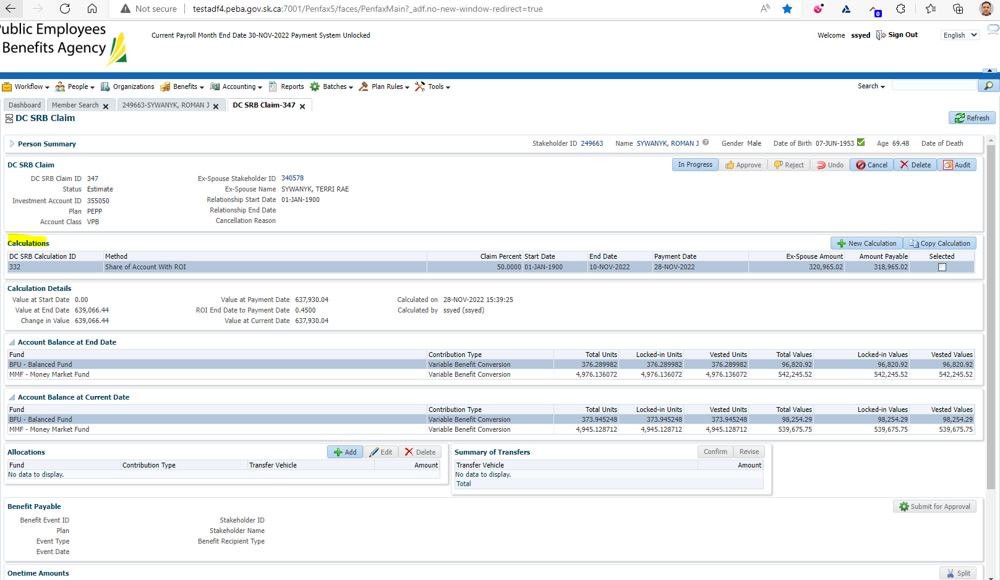 Not secure testadf4.peba.gov.sk.ca:7001/Penfax5/faces/PenfaxMain?_adf.no-new-window-redirect=true
0
Public Employees
Benefits Agency
Current Payroll Month End Date 30-NOV-2022 Payment System Unlocked
Welcome ssyed Sign Out English
Workflow People Organizations Benefits Accounting Reports Batches Plan Rules Tools Search
Dashboard Member Search 249663-SYWANYK, ROMAN J DC SRB Claim-347
DC SRB Claim Refresh
Person Summary Stakeholder ID 249663 Name SYWANYK, ROMAN J Gender Male Date of Birth 07-JUN-1953 Age 69.48 Date of Death
DC SRB Claim In Progress Approve Reject Undo Cancel Delete Audit
DC SRB Claim ID 347 Ex-Spouse Stakeholder ID 340578
Status Estimate Ex-Spouse Name SYWANYK, TERRI RAE
Investment Account ID 355050 Relationship Start Date 01-JAN-1900
Plan PEPP Relationship End Date
Account Class VPB Cancellation Reason
Calculations New Calculation Copy Calculation
DC SRB Calculation ID Method Claim Percent Start Date End Date Payment Date Ex-Spouse Amount Amount Payable Selected
332 Share of Account With ROI 50.0000 01-JAN-1900 10-NOV-2022 28-NOV-2022 320,965.02 318,965.02
Calculation Details
Value at Start Date 0.00 Value at Payment Date 637,930.04 Calculated on 28-NOV-2022 15:39:25
Value at End Date 639,066.44 ROI End Date to Payment Date 0.4500 Calculated by ssyed (ssyed)
Change in Value 639,066.44 Value at Current Date 637,930.04
Account Balance at End Date
Fund Contribution Type Total Units Locked-in Units Vested Units Total Values Locked-in Values Vested Values
BFU - Balanced Fund Variable Benefit Conversion 376.289982 376.289982 376.289982 96,820.92 96,820.92 96,820.92
MMF - Money Market Fund Variable Benefit Conversion 4,976.136072 4,976.136072 4,976.136072 542,245.52 542,245.52 542,245.52
Account Balance at Current Date
Fund Contribution Type Total Units Locked-in Units Vested Units Total Values Locked-in Values Vested Values
BFU - Balanced Fund Variable Benefit Conversion 373.945248 373.945248 373.945248 98,254.29 98,254.29 98,254.29
MMF - Money Market Fund Variable Benefit Conversion 4,945.128712 4,945.128712 4,945.128712 539,675.75 539,675.75 539,675.75
Allocations Add Edit Delete Summary of Transfers Confirm Revise
Fund Contribution Type Transfer Vehicle Amount Transfer Vehicle Amount
No data to display. No data to display.
Total
Benefit Payable Submit for Approval
Benefit Event ID Stakeholder ID
Plan Stakeholder Name
Event Type Benefit Recipient Type
Event Date
Onetime Amounts Split